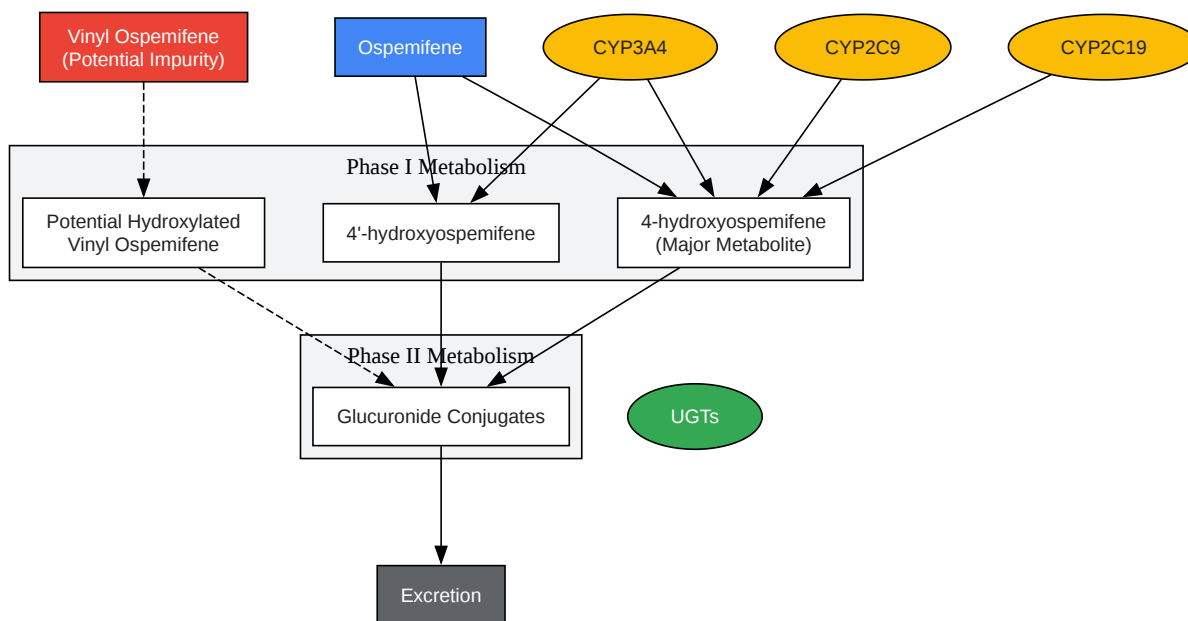 Vinyl Ospemifene
(Potential Impurity)
Ospemifene
CYP3A4
CYP2C9
CYP2C19
Phase I Metabolism
Potential Hydroxylated
Vinyl Ospemifene
4'-hydroxyospemifene
4-hydroxyospemifene
(Major Metabolite)
Phase II Metabolism
Glucuronide Conjugates
UGTs
Excretion